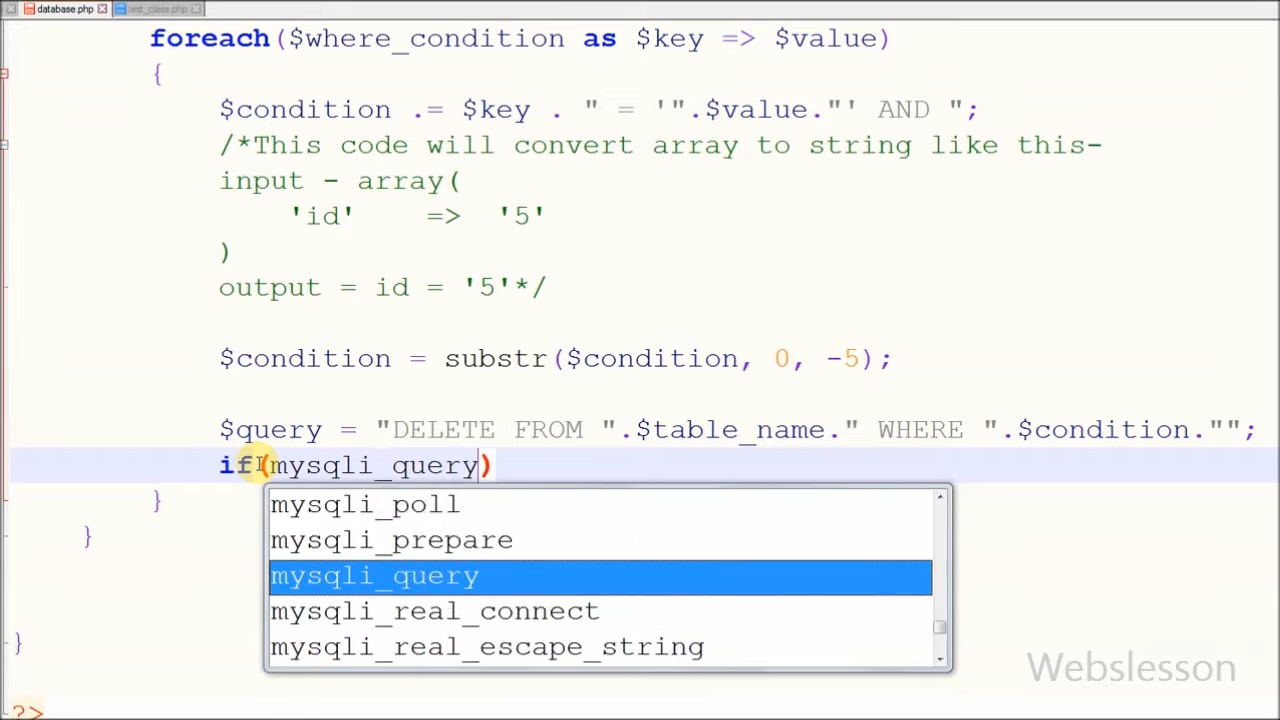 database.php test_class.php
foreach($where_condition as $key => $value)
{
$condition .= $key . " = '".$value."' AND ";
/*This code will convert array to string like this-
input - array(
'id' => '5'
)
output = id = '5'*/
$condition = substr($condition, 0, -5);
$query = "DELETE FROM ".$table_name." WHERE ".$condition."";
if(mysqli_query)
mysqli_poll
}
mysqli_prepare
}
mysqli_query
mysqli_real_connect
mysqli_real_escape_string
}
Webslesson
?>